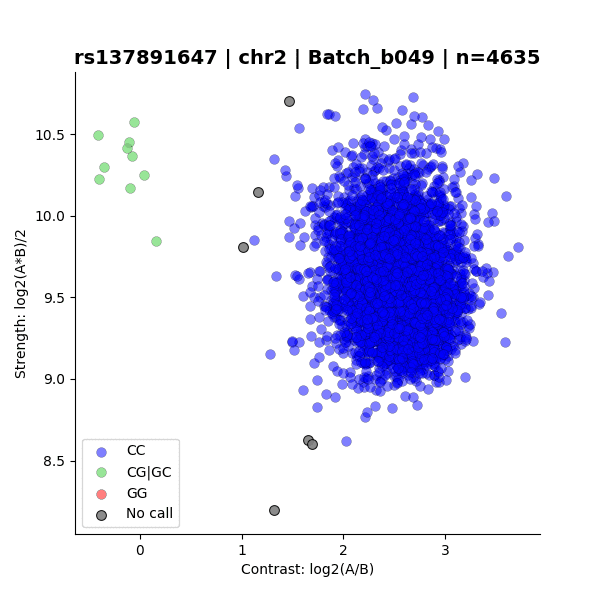 rs137891647 | chr2 | Batch_b049 | n=4635
Strength: log2(A*B)/2
10.5
10.0
9.5
9.0
8.5
CC
CG|GC
GG
No call
0
1
2
3
Contrast: log2(A/B)